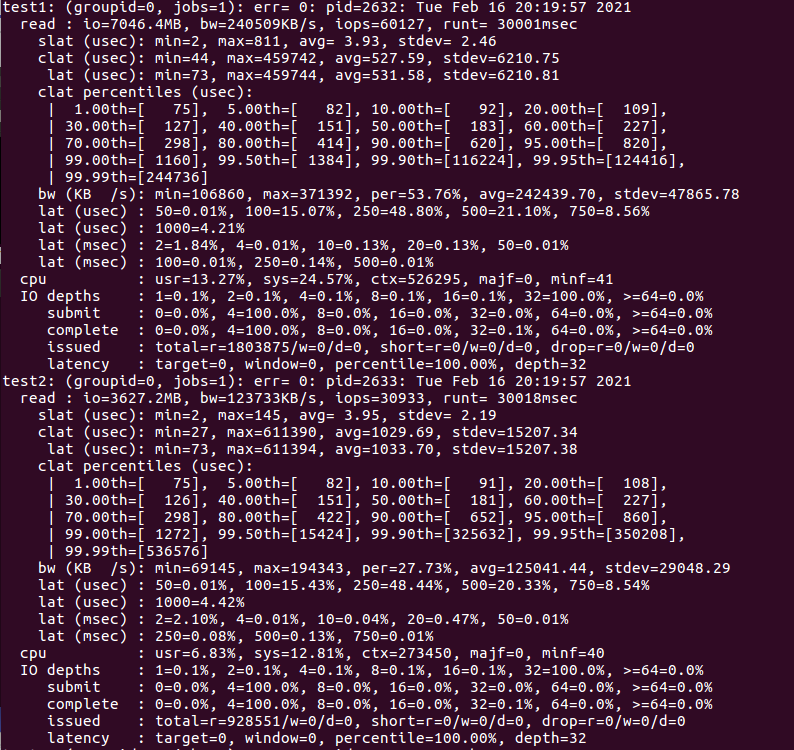 test1: (groupid=0, jobs=1): err= 0: pid=2632: Tue Feb 16 20:19:57 2021
  read : io=7046.4MB, bw=240509KB/s, iops=60127, runt= 30001msec
    slat (usec): min=2, max=811, avg= 3.93, stdev= 2.46
    clat (usec): min=44, max=459742, avg=527.59, stdev=6210.75
     lat (usec): min=73, max=459744, avg=531.58, stdev=6210.81
    clat percentiles (usec):
     |  1.00th=[   75],  5.00th=[   82], 10.00th=[   92], 20.00th=[  109],
     | 30.00th=[  127], 40.00th=[  151], 50.00th=[  183], 60.00th=[  227],
     | 70.00th=[  298], 80.00th=[  414], 90.00th=[  620], 95.00th=[  820],
     | 99.00th=[ 1160], 99.50th=[ 1384], 99.90th=[116224], 99.95th=[124416],
     | 99.99th=[244736]
    bw (KB  /s): min=106860, max=371392, per=53.76%, avg=242439.70, stdev=47865.78
    lat (usec) : 50=0.01%, 100=15.07%, 250=48.80%, 500=21.10%, 750=8.56%
    lat (usec) : 1000=4.21%
    lat (msec) : 2=1.84%, 4=0.01%, 10=0.13%, 20=0.13%, 50=0.01%
    lat (msec) : 100=0.01%, 250=0.14%, 500=0.01%
  cpu          : usr=13.27%, sys=24.57%, ctx=526295, majf=0, minf=41
  IO depths    : 1=0.1%, 2=0.1%, 4=0.1%, 8=0.1%, 16=0.1%, 32=100.0%, >=64=0.0%
     submit    : 0=0.0%, 4=100.0%, 8=0.0%, 16=0.0%, 32=0.0%, 64=0.0%, >=64=0.0%
     complete  : 0=0.0%, 4=100.0%, 8=0.0%, 16=0.0%, 32=0.1%, 64=0.0%, >=64=0.0%
     issued    : total=r=1803875/w=0/d=0, short=r=0/w=0/d=0, drop=r=0/w=0/d=0
     latency   : target=0, window=0, percentile=100.00%, depth=32
test2: (groupid=0, jobs=1): err= 0: pid=2633: Tue Feb 16 20:19:57 2021
  read : io=3627.2MB, bw=123733KB/s, iops=30933, runt= 30018msec
    slat (usec): min=2, max=145, avg= 3.95, stdev= 2.19
    clat (usec): min=27, max=611390, avg=1029.69, stdev=15207.34
     lat (usec): min=73, max=611394, avg=1033.70, stdev=15207.38
    clat percentiles (usec):
     |  1.00th=[   75],  5.00th=[   82], 10.00th=[   91], 20.00th=[  108],
     | 30.00th=[  126], 40.00th=[  151], 50.00th=[  181], 60.00th=[  227],
     | 70.00th=[  298], 80.00th=[  422], 90.00th=[  652], 95.00th=[  860],
     | 99.00th=[ 1272], 99.50th=[15424], 99.90th=[325632], 99.95th=[350208],
     | 99.99th=[536576]
    bw (KB  /s): min=69145, max=194343, per=27.73%, avg=125041.44, stdev=29048.29
    lat (usec) : 50=0.01%, 100=15.43%, 250=48.44%, 500=20.33%, 750=8.54%
    lat (usec) : 1000=4.42%
    lat (msec) : 2=2.10%, 4=0.01%, 10=0.04%, 20=0.47%, 50=0.01%
    lat (msec) : 250=0.08%, 500=0.13%, 750=0.01%
  cpu          : usr=6.83%, sys=12.81%, ctx=273450, majf=0, minf=40
  IO depths    : 1=0.1%, 2=0.1%, 4=0.1%, 8=0.1%, 16=0.1%, 32=100.0%, >=64=0.0%
     submit    : 0=0.0%, 4=100.0%, 8=0.0%, 16=0.0%, 32=0.0%, 64=0.0%, >=64=0.0%
     complete  : 0=0.0%, 4=100.0%, 8=0.0%, 16=0.0%, 32=0.1%, 64=0.0%, >=64=0.0%
     issued    : total=r=928551/w=0/d=0, short=r=0/w=0/d=0, drop=r=0/w=0/d=0
     latency   : target=0, window=0, percentile=100.00%, depth=32